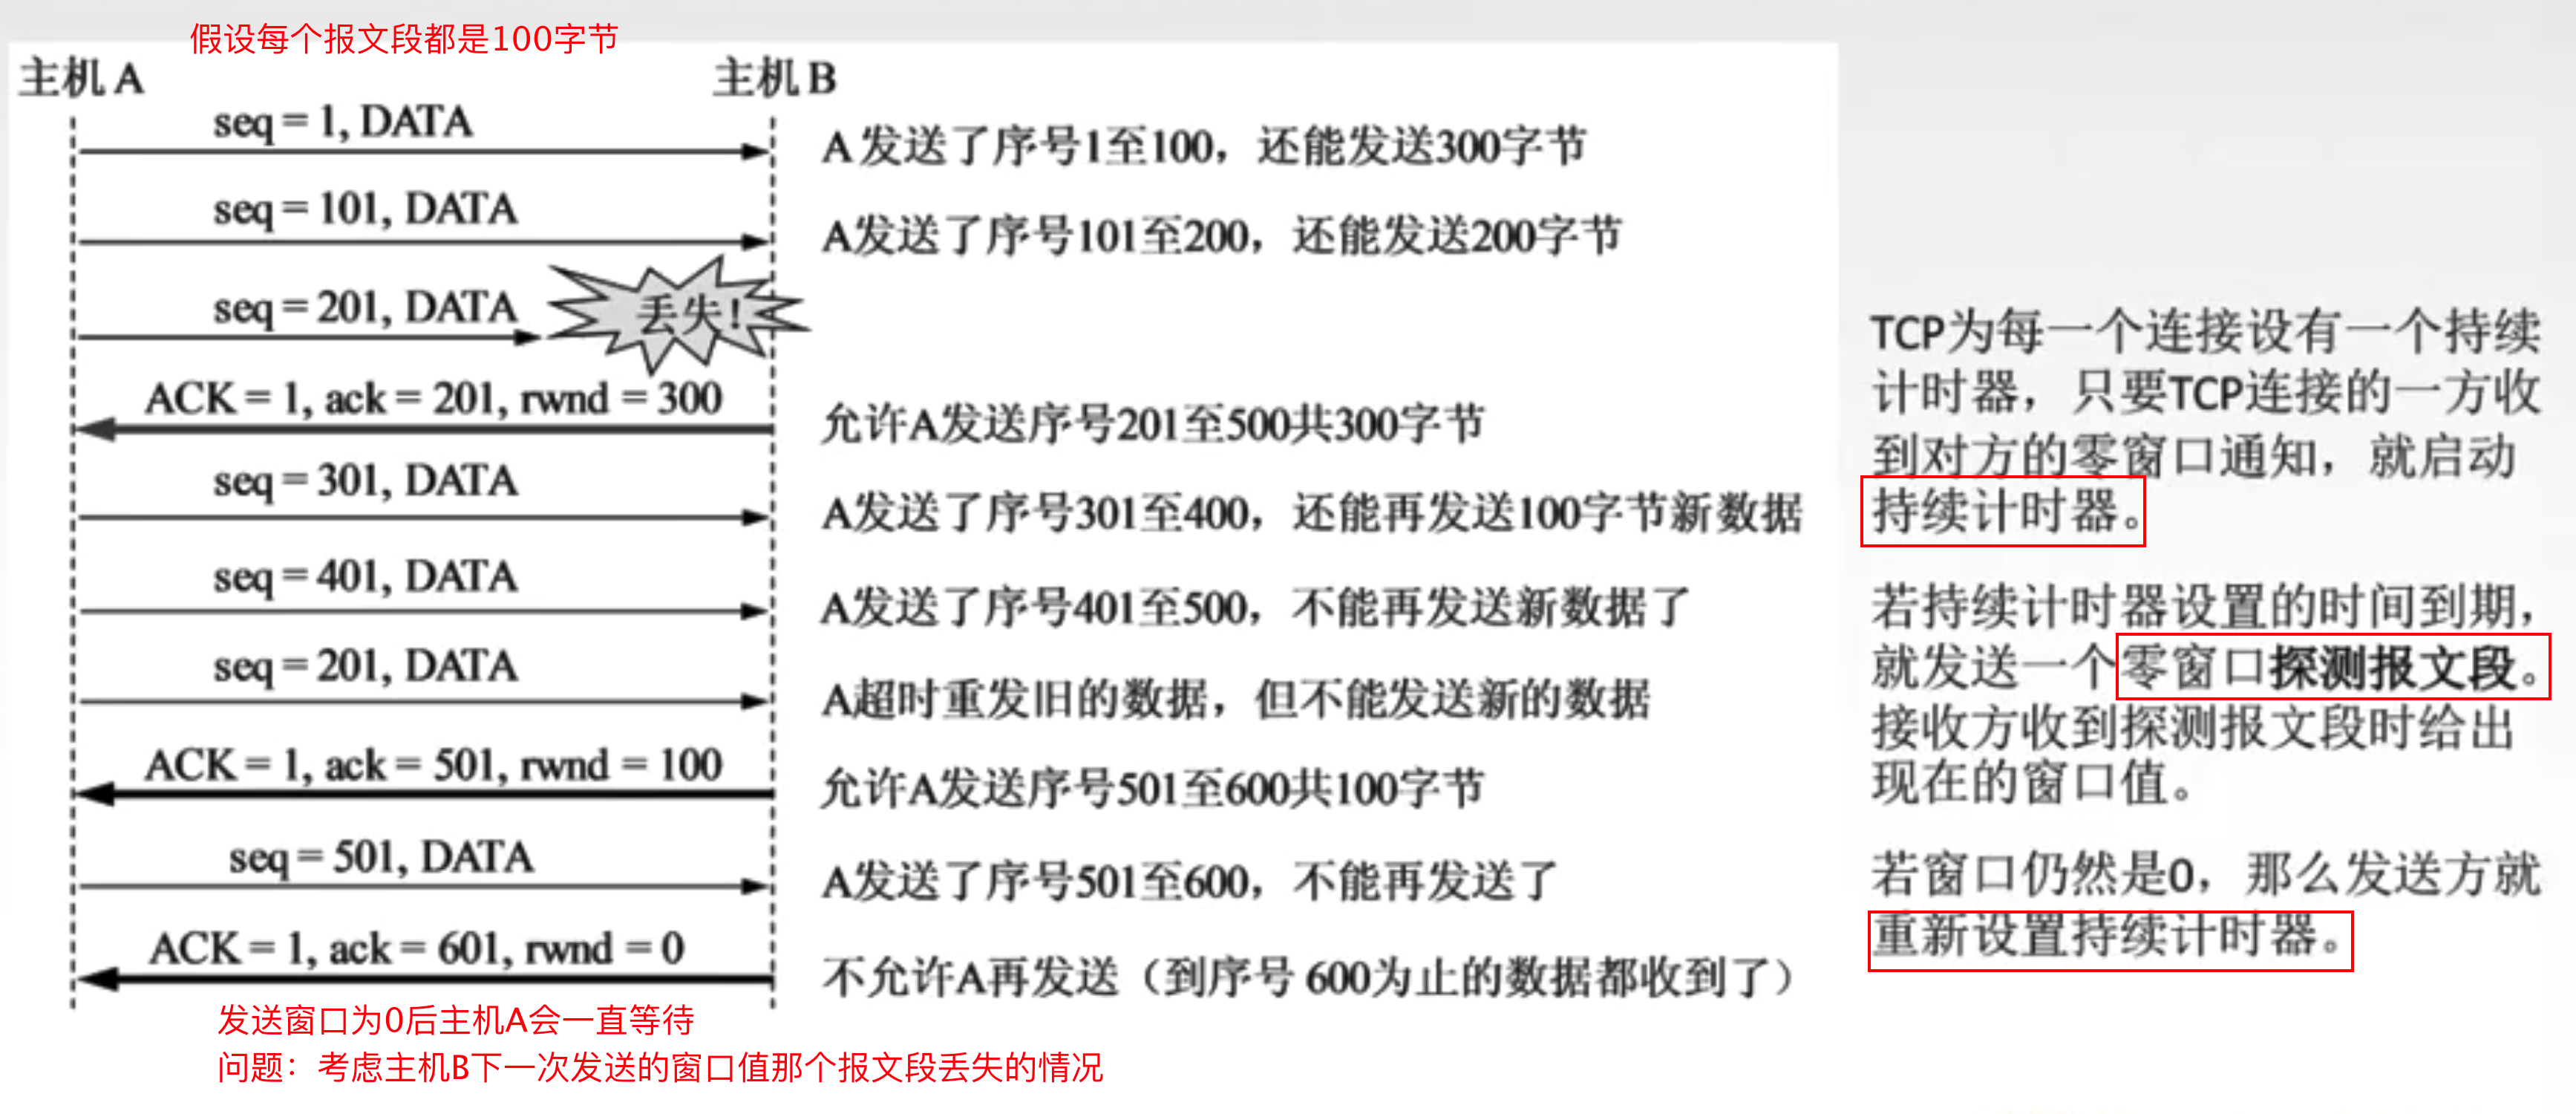 假设每个报文段都是100字节
主机A
主机B
seq = 1, DATA
A发送了序号1至100，还能发送300字节
seq = 101, DATA
A发送了序号101至200，还能发送200字节
seq = 201, DATA
丢失！
ACK = 1, ack = 201, rwnd = 300
允许A发送序号201至500共300字节
seq = 301, DATA
A发送了序号301至400，还能再发送100字节新数据
seq = 401, DATA
A发送了序号401至500，不能再发送新数据了
seq = 201, DATA
A超时重发旧的数据，但不能发送新的数据
ACK = 1, ack = 501, rwnd = 100
允许A发送序号501至600共100字节
seq = 501, DATA
A发送了序号501至600，不能再发送了
ACK = 1, ack = 601, rwnd = 0
不允许A再发送（到序号600为止的数据都收到了）
发送窗口为0后主机A会一直等待
问题：考虑主机B下一次发送的窗口值那个报文段丢失的情况
TCP为每一个连接设有一个持续
计时器，只要TCP连接的一方收
到对方的零窗口通知，就启动
持续计时器。
若持续计时器设置的时间到期，
就发送一个零窗口探测报文段。
接收方收到探测报文段时给出
现在的窗口值。
若窗口仍然是0，那么发送方就
重新设置持续计时器。